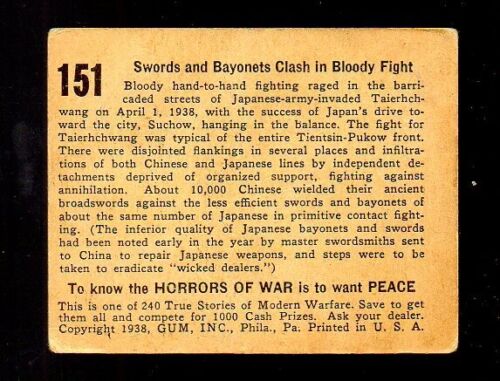 151
Swords and Bayonets Clash in Bloody Fight
Bloody hand-to-hand fighting raged in the barri-
caded streets of Japanese-army-invaded Taierhch-
wang on April 1, 1938, with the success of Japan's drive to-
ward the city, Suchow, hanging in the balance. The fight for
Taierhchwang was typical of the entire Tientsin-Pukow front.
There were disjointed flankings in several places and infiltra-
tions of both Chinese and Japanese lines by independent de-
tachments deprived of organized support, fighting against
annihilation. About 10,000 Chinese wielded their ancient
broadswords against the less efficient swords and bayonets of
about the same number of Japanese in primitive contact fight-
ing. (The inferior quality of Japanese bayonets and swords
had been noted early in the year by master swordsmiths sent
to China to repair Japanese weapons, and steps were to be
taken to eradicate "wicked dealers.")
To know the HORRORS OF WAR is to want PEACE
This is one of 240 True Stories of Modern Warfare. Save to get
them all and compete for 1000 Cash Prizes. Ask your dealer.
Copyright 1938, GUM, INC., Phila., Pa. Printed in U. S. A.